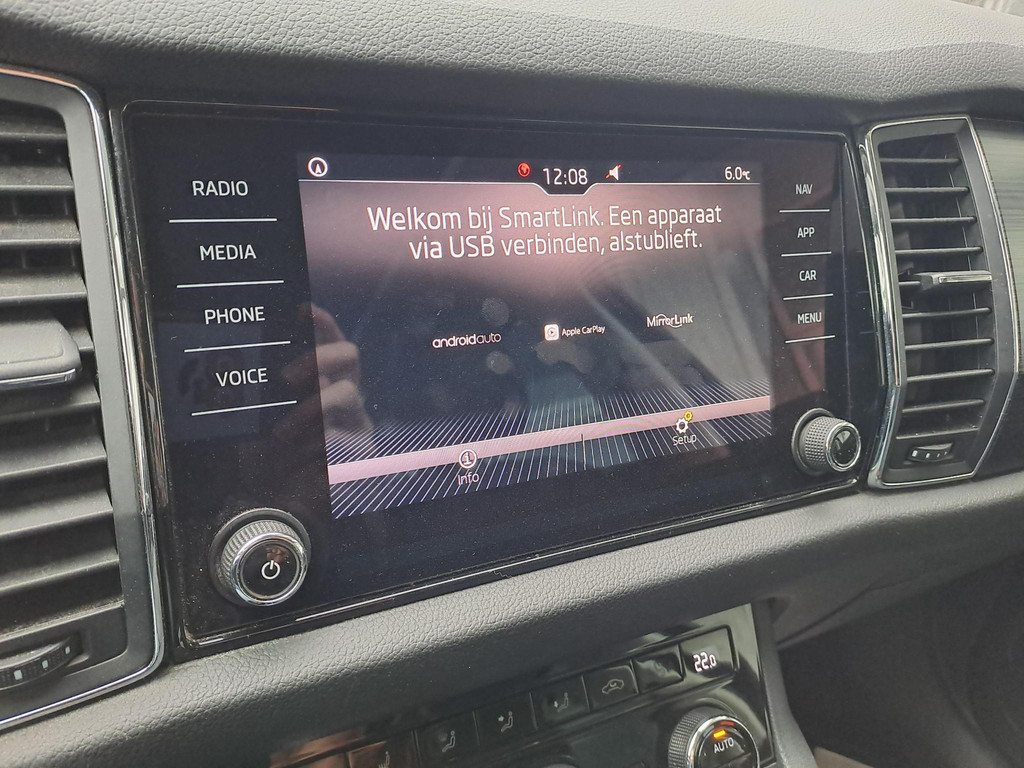 12:08
6.0°C
RADIO
MEDIA
PHONE
VOICE
Welkom bij SmartLink. Een apparaat
via USB verbinden, alstublieft.
androidauto
Apple CarPlay
MirrorLink
Info
Setup
NAV
APP
CAR
MENU
22.0
AUTO